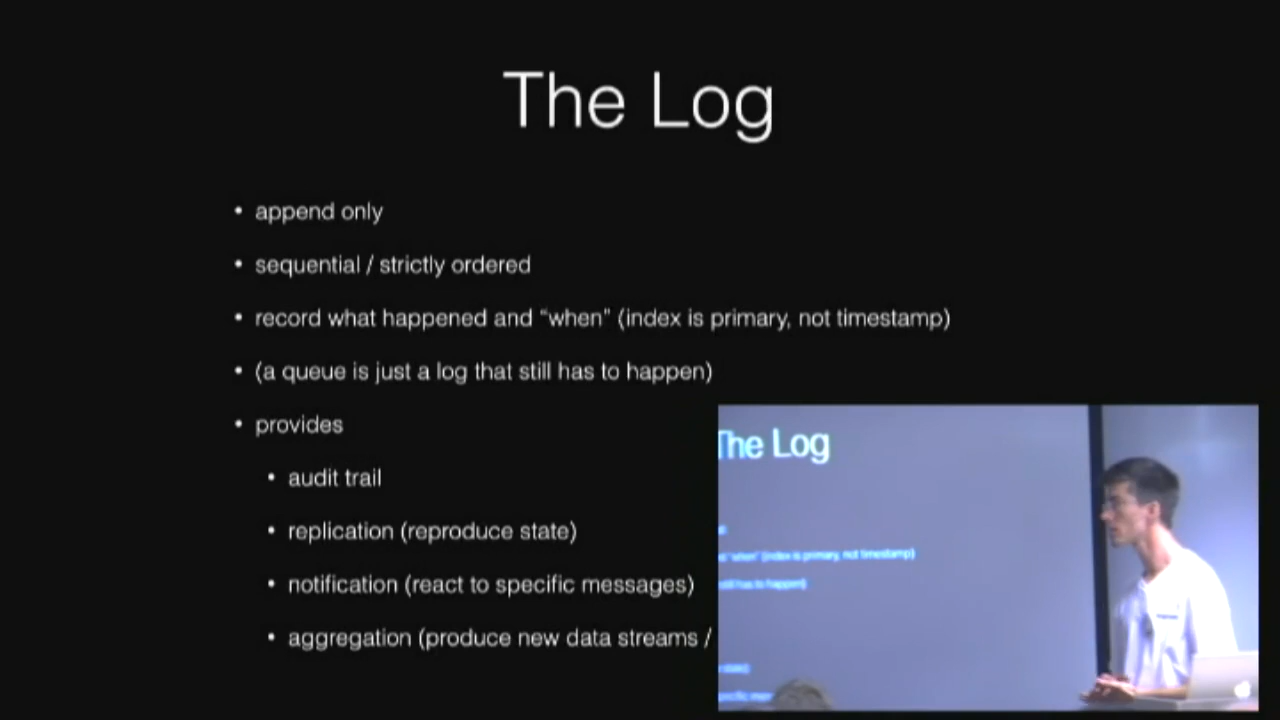 The Log
• append only
• sequential / strictly ordered
• record what happened and “when” (index is primary, not timestamp)
• (a queue is just a log that still has to happen)
• provides
• audit trail
• replication (reproduce state)
• notification (react to specific messages)
• aggregation (produce new data streams /
The Log
"when" (index is primary, not timestamp)
still has to happen)